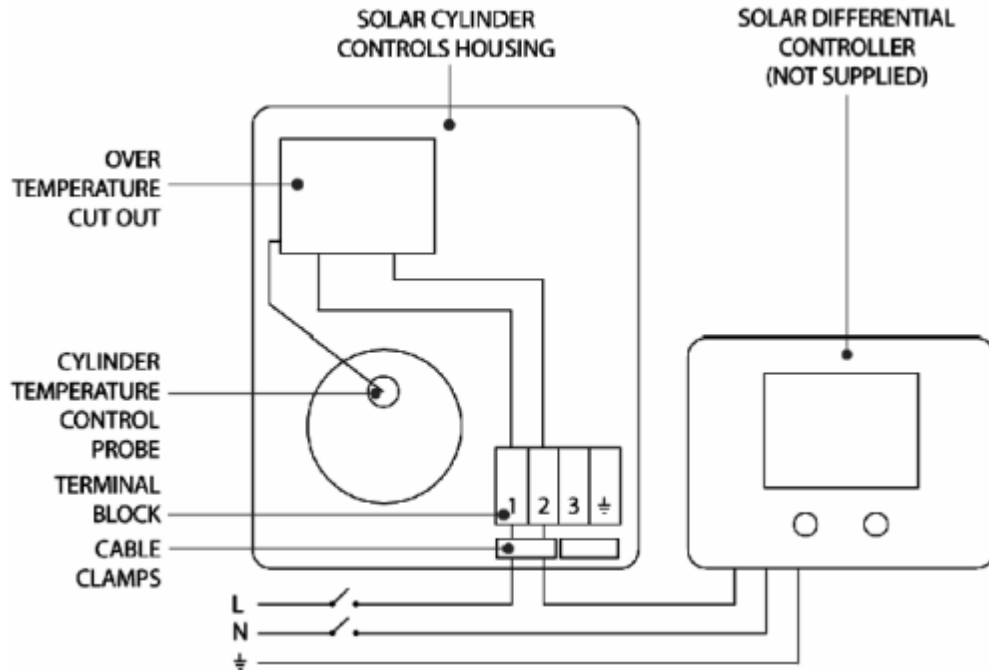 SOLAR CYLINDER
CONTROLS HOUSING
SOLAR DIFFERENTIAL
CONTROLLER
(NOT SUPPLIED)
OVER
TEMPERATURE
CUT OUT
CYLINDER
TEMPERATURE
CONTROL
PROBE
TERMINAL
BLOCK
1 2 3 ⏚
CABLE
CLAMPS
L
N
⏚